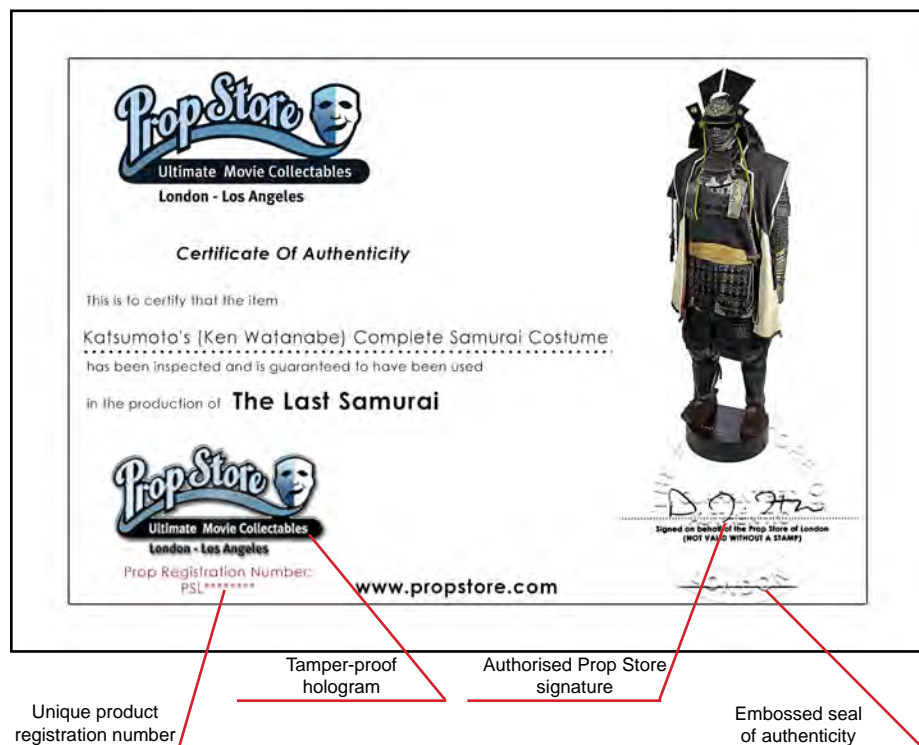 Prop Store
Ultimate Movie Collectables
London - Los Angeles
Certificate Of Authenticity
This is to certify that the item
Katsumoto's (Ken Watanabe) Complete Samurai Costume
has been inspected and is guaranteed to have been used
in the production of The Last Samurai
Prop Store
Ultimate Movie Collectables
London - Los Angeles
Prop Registration Number:
PSL********
www.propstore.com
Signed on behalf of the Prop Store of London
(NOT VALID WITHOUT A STAMP)
LONDON
Tamper-proof
hologram
Authorised Prop Store
signature
Unique product
registration number
Embossed seal
of authenticity